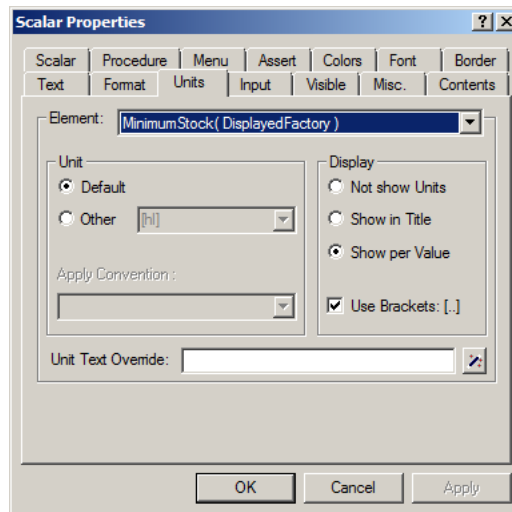 Scalar Properties
Scalar Procedure Menu Assert Colors Font Border
Text Format Units Input Visible Misc. Contents
Element: MinimumStock( DisplayedFactory )
Unit
Default
Other [hl]
Apply Convention :
Display
Not show Units
Show in Title
Show per Value
Use Brackets: [..]
Unit Text Override:
OK Cancel Apply